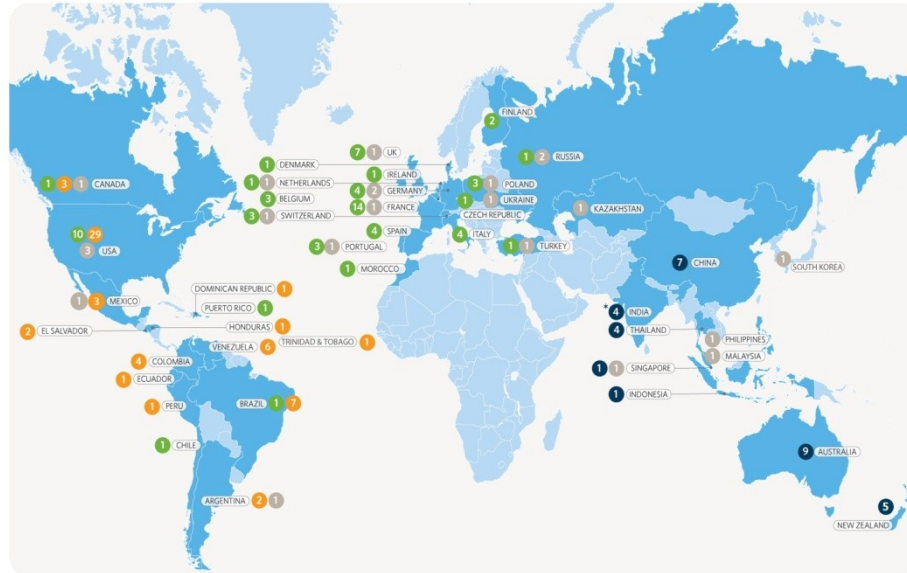 FINLAND
2
7 1 UK
1 DENMARK
1 IRELAND
1 2 RUSSIA
1 1 NETHERLANDS
4 2 GERMANY
3 1 POLAND
1 3 1 CANADA
3 BELGIUM
14 1 FRANCE
1 1 UKRAINE
1 KAZAKHSTAN
3 1 SWITZERLAND
CZECH REPUBLIC
10 29
3
USA
4 SPAIN
4 ITALY
3 1 PORTUGAL
1 1 TURKEY
7 CHINA
1
SOUTH KOREA
1 MOROCCO
DOMINICAN REPUBLIC 1
1 3 MEXICO
PUERTO RICO 1
* 4 INDIA
2 EL SALVADOR
HONDURAS 1
4 THAILAND
VENEZUELA 6
TRINIDAD & TOBAGO 1
1 PHILIPPINES
4 COLOMBIA
1 MALAYSIA
1 ECUADOR
1 1 SINGAPORE
1 PERU
BRAZIL 1 7
1 INDONESIA
1 CHILE
9 AUSTRALIA
ARGENTINA 2 1
5
NEW ZEALAND